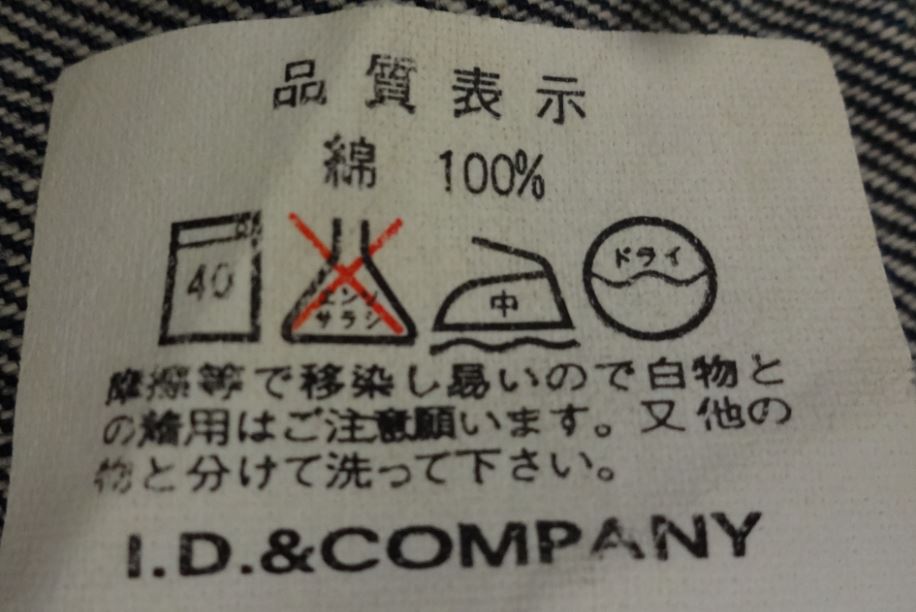 品質表示
綿 100%
40
エンソ
サラシ
中
ドライ
摩擦等で移染し易いので白物と
の着用はご注意願います。又他の
物と分けて洗って下さい。
I.D.&COMPANY